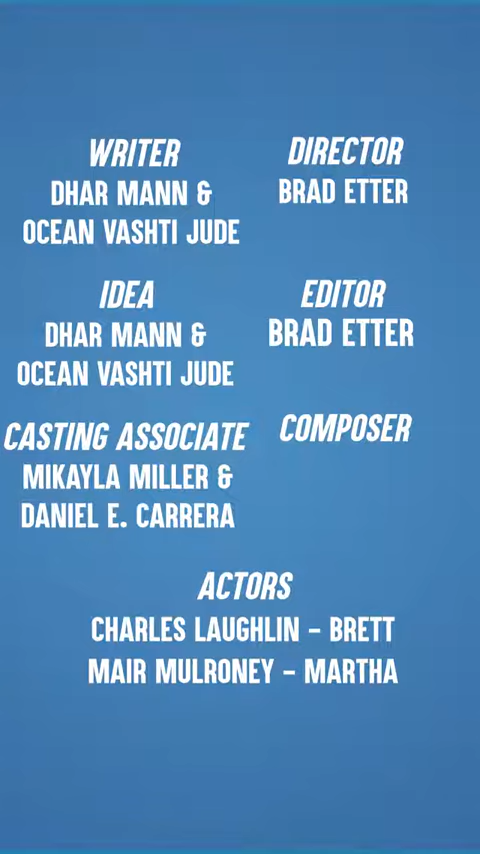 WRITER
DHAR MANN &
OCEAN VASHTI JUDE
DIRECTOR
BRAD ETTER
IDEA
DHAR MANN &
OCEAN VASHTI JUDE
EDITOR
BRAD ETTER
CASTING ASSOCIATE
MIKAYLA MILLER &
DANIEL E. CARRERA
COMPOSER
ACTORS
CHARLES LAUGHLIN - BRETT
MAIR MULRONEY - MARTHA